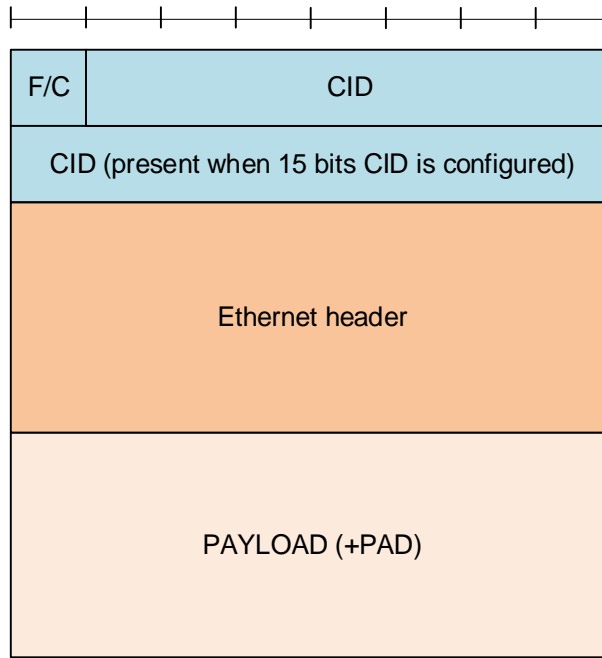 F/C
CID
CID (present when 15 bits CID is configured)
Ethernet header
PAYLOAD (+PAD)